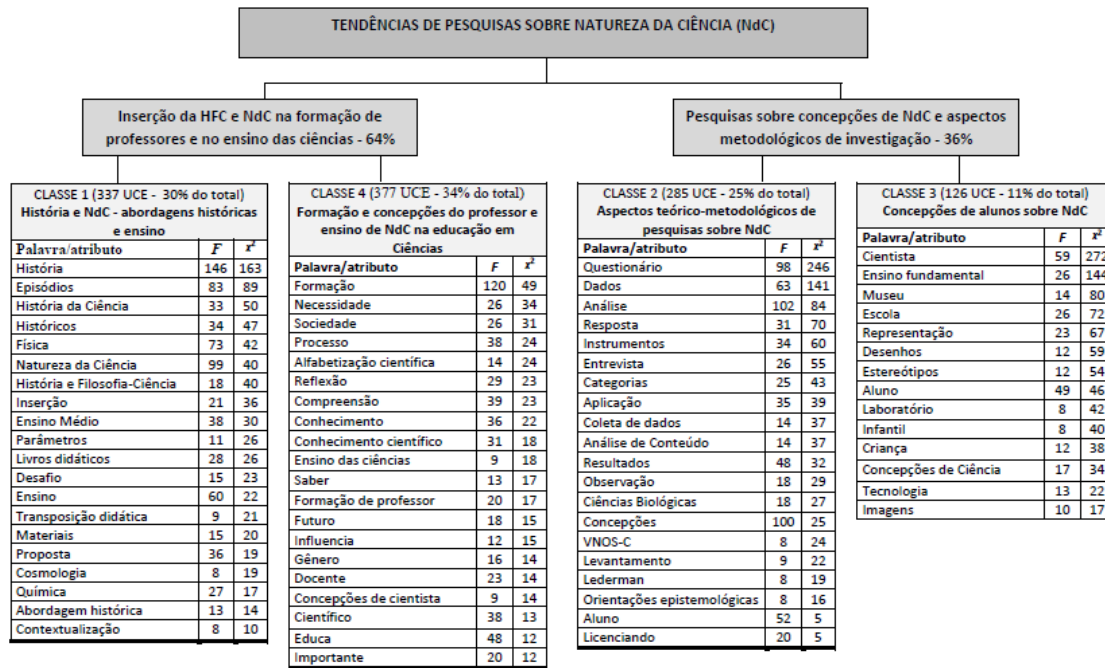 TENDÊNCIAS DE PESQUISAS SOBRE NATUREZA DA CIÊNCIA (NdC)
Inserção da HFC e NdC na formação de
professores e no ensino das ciências - 64%
Pesquisas sobre concepções de NdC e aspectos
metodológicos de investigação - 36%
CLASSE 1 (337 UCE - 30% do total)
História e NdC - abordagens históricas
e ensino
Palavra/atributo F x²
História 146 163
Episódios 83 89
História da Ciência 33 50
Históricos 34 47
Física 73 42
Natureza da Ciência 99 40
História e Filosofia-Ciência 18 40
Inserção 21 36
Ensino Médio 38 30
Parâmetros 11 26
Livros didáticos 28 26
Desafio 15 23
Ensino 60 22
Transposição didática 9 21
Materiais 15 20
Proposta 36 19
Cosmologia 8 19
Química 27 17
Abordagem histórica 13 14
Contextualização 8 10
CLASSE 4 (377 UCE - 34% do total)
Formação e concepções do professor e
ensino de NdC na educação em
Ciências
Palavra/atributo F x²
Formação 120 49
Necessidade 26 34
Sociedade 26 31
Processo 38 24
Alfabetização científica 14 24
Reflexão 29 23
Compreensão 39 23
Conhecimento 36 22
Conhecimento científico 31 18
Ensino das ciências 9 18
Saber 13 17
Formação de professor 20 17
Futuro 18 15
Influencia 12 15
Gênero 16 14
Docente 23 14
Concepções de cientista 9 14
Científico 38 13
Educa 48 12
Importante 20 12
CLASSE 2 (285 UCE - 25% do total)
Aspectos teórico-metodológicos de
pesquisas sobre NdC
Palavra/atributo F x²
Questionário 98 246
Dados 63 141
Análise 102 84
Resposta 31 70
Instrumentos 34 60
Entrevista 26 55
Categorias 25 43
Aplicação 35 39
Coleta de dados 14 37
Análise de Conteúdo 14 37
Resultados 48 32
Observação 18 29
Ciências Biológicas 18 27
Concepções 100 25
VNOS-C 8 24
Levantamento 9 22
Lederman 8 19
Orientações epistemológicas 8 16
Aluno 52 5
Licenciando 20 5
CLASSE 3 (126 UCE - 11% do total)
Concepções de alunos sobre NdC
Palavra/atributo F x²
Cientista 59 272
Ensino fundamental 26 144
Museu 14 80
Escola 26 72
Representação 23 67
Desenhos 12 59
Estereótipos 12 54
Aluno 49 46
Laboratório 8 42
Infantil 8 40
Criança 12 38
Concepções de Ciência 17 34
Tecnologia 13 22
Imagens 10 17